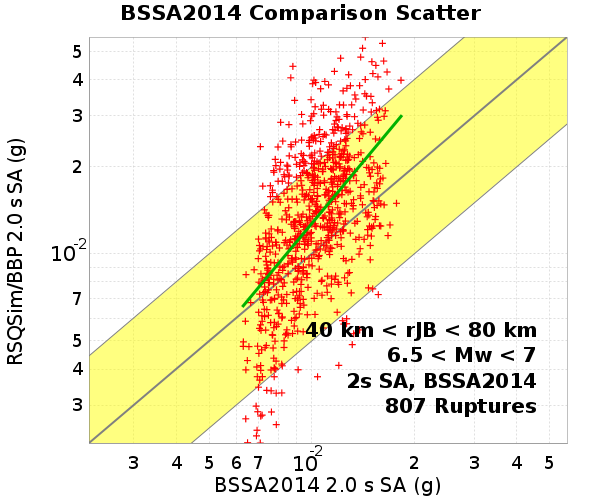 BSSA2014 Comparison Scatter
RSQSim/BBP 2.0 s SA (g)
5
4
3
2
10-2
7
5
4
3
40 km < rJB < 80 km
6.5 < Mw < 7
2s SA, BSSA2014
807 Ruptures
3 4 5 6 7 10-2 2 3 4 5
BSSA2014 2.0 s SA (g)